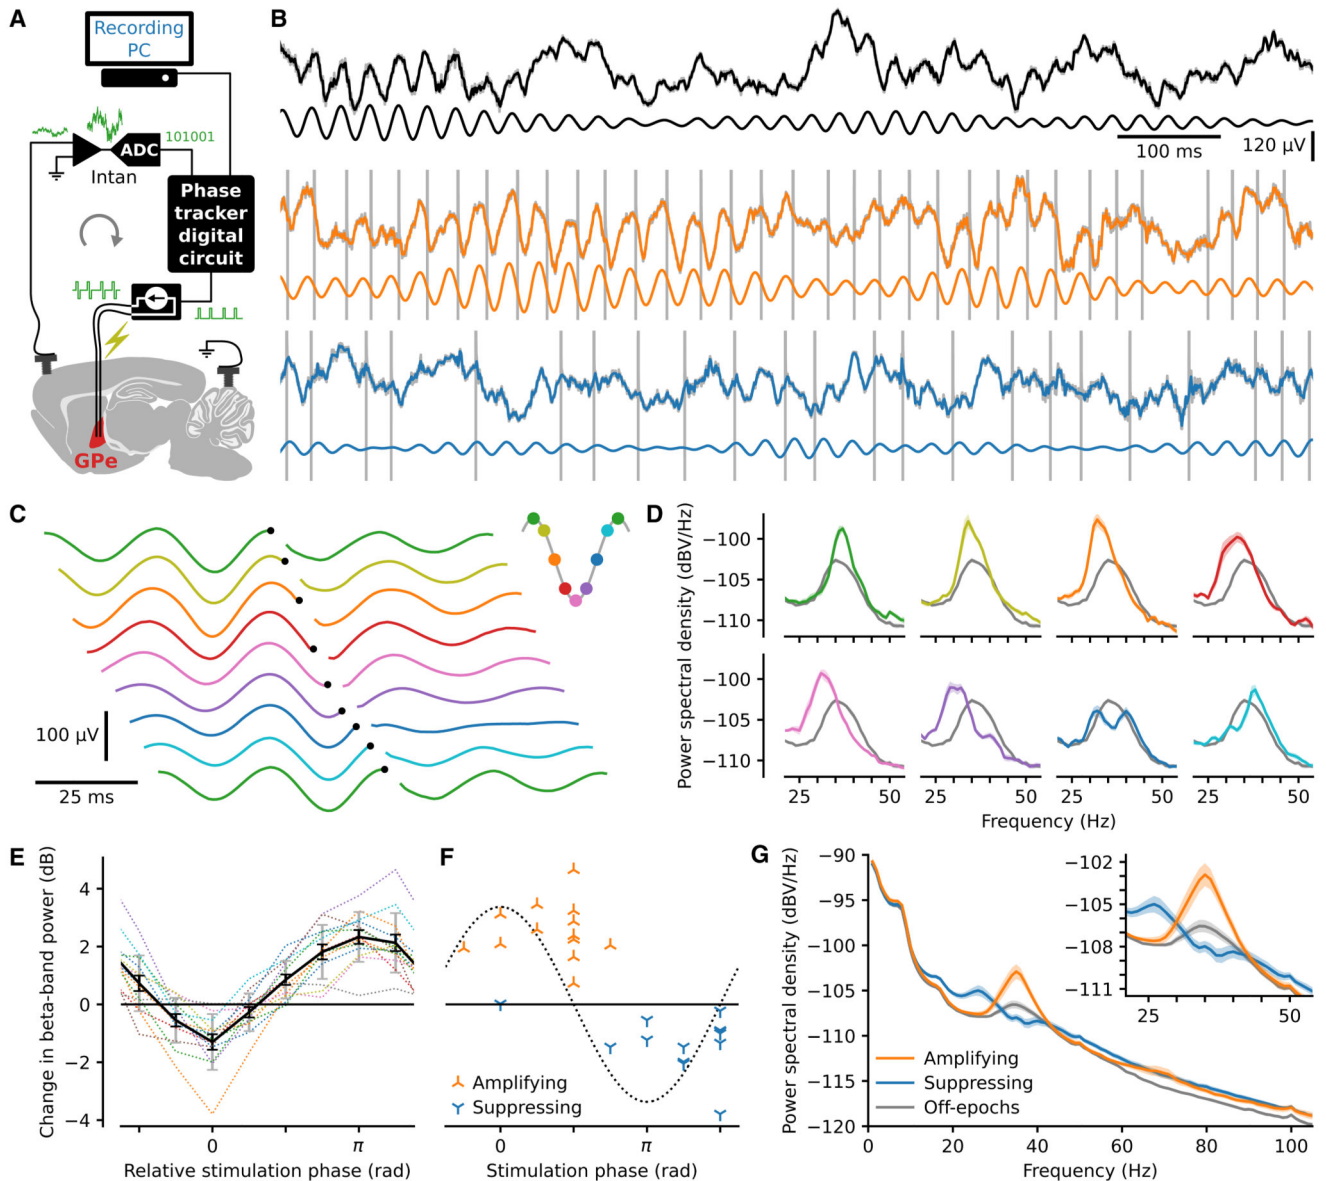 A
Recording
PC
101001
ADC
Intan
Phase
tracker
digital
circuit
GPe
B
100 ms
120 µV
C
100 µV
25 ms
D
Power spectral density (dBV/Hz)
−100
−105
−110
−100
−105
−110
25 50
25 50
25 50
25 50
Frequency (Hz)
E
Change in beta-band power (dB)
4
2
0
−2
−4
0 π
Relative stimulation phase (rad)
F
Amplifying
Suppressing
0 π
Stimulation phase (rad)
G
Power spectral density (dBV/Hz)
−90
−95
−100
−105
−110
−115
−120
0 20 40 60 80 100
Frequency (Hz)
Amplifying
Suppressing
Off-epochs
−102
−105
−108
−111
25 50